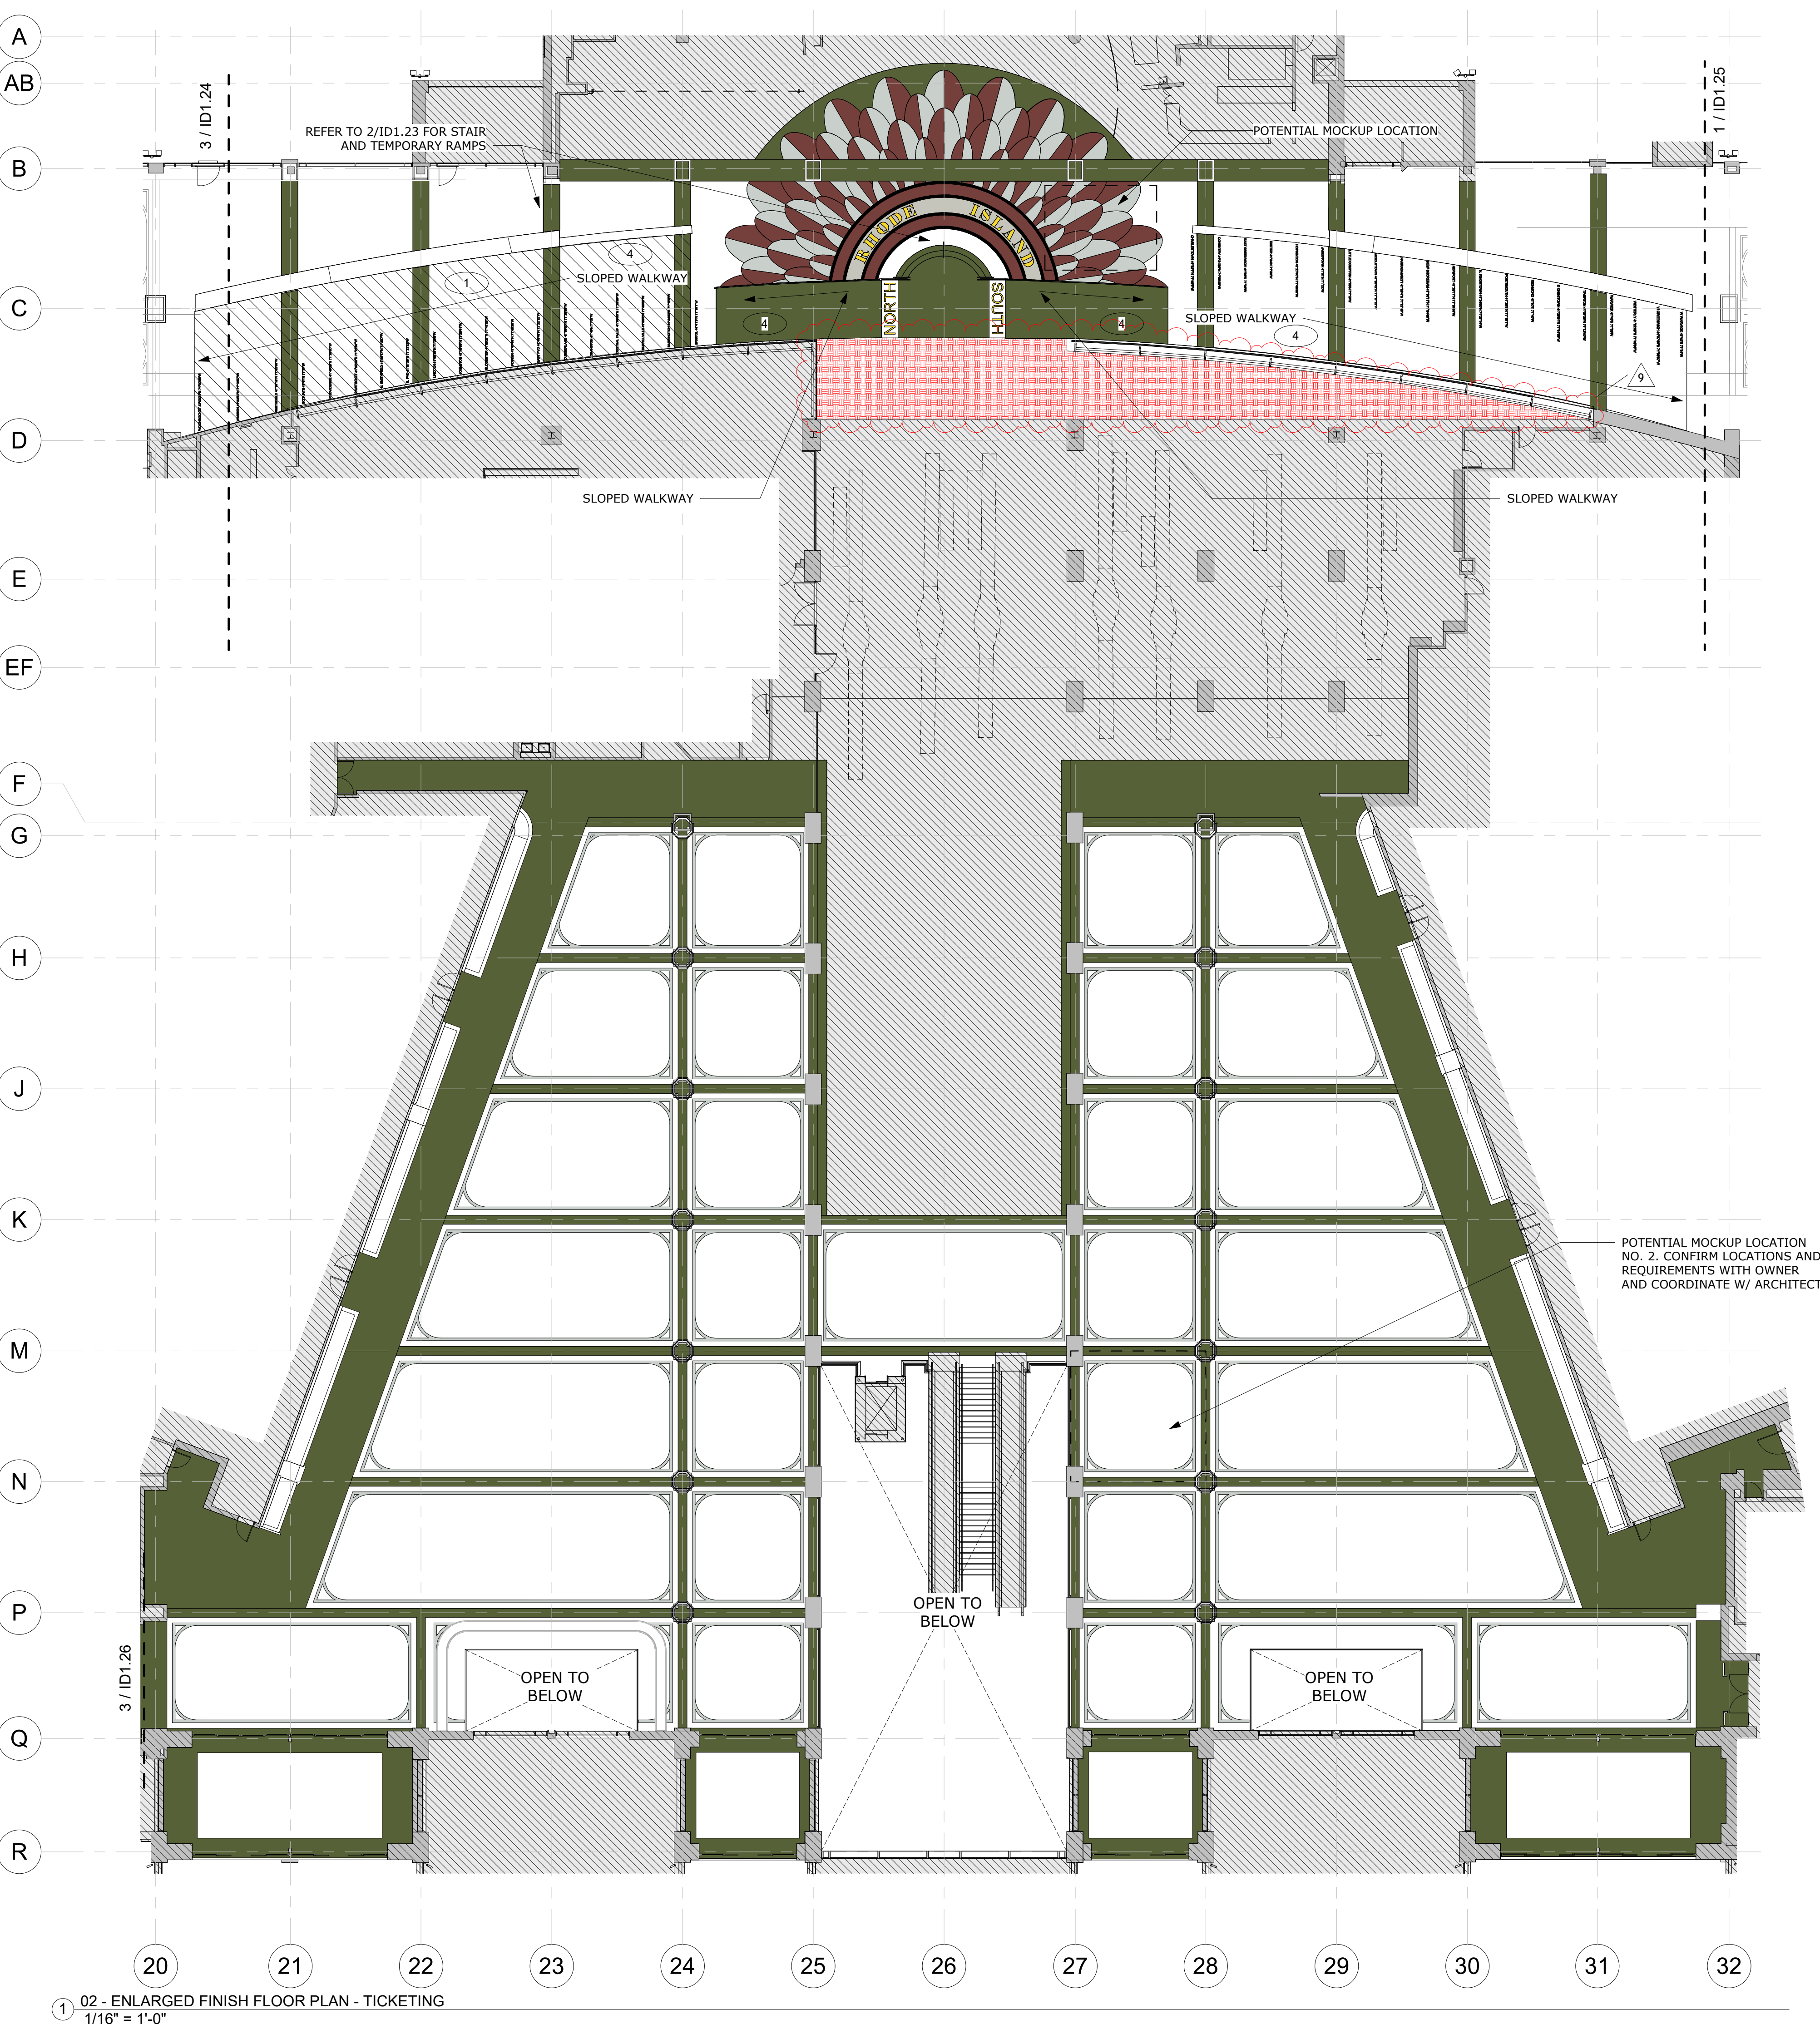 A
AB
3 / ID1.24
1 / ID1.25
REFER TO 2/ID1.23 FOR STAIR
AND TEMPORARY RAMPS
POTENTIAL MOCKUP LOCATION
B
RHODE ISLAND
4
SLOPED WALKWAY
1
C
NORTH
SOUTH
4
4
SLOPED WALKWAY
4
9
D
H
H
H
H
H
H
SLOPED WALKWAY
SLOPED WALKWAY
E
EF
F
G
H
J
K
POTENTIAL MOCKUP LOCATION
NO. 2. CONFIRM LOCATIONS AND
REQUIREMENTS WITH OWNER
AND COORDINATE W/ ARCHITECT
M
N
OPEN TO
BELOW
P
3 / ID1.26
OPEN TO
BELOW
OPEN TO
BELOW
Q
R
20
21
22
23
24
25
26
27
28
29
30
31
32
1
02 - ENLARGED FINISH FLOOR PLAN - TICKETING
1/16" = 1'-0"